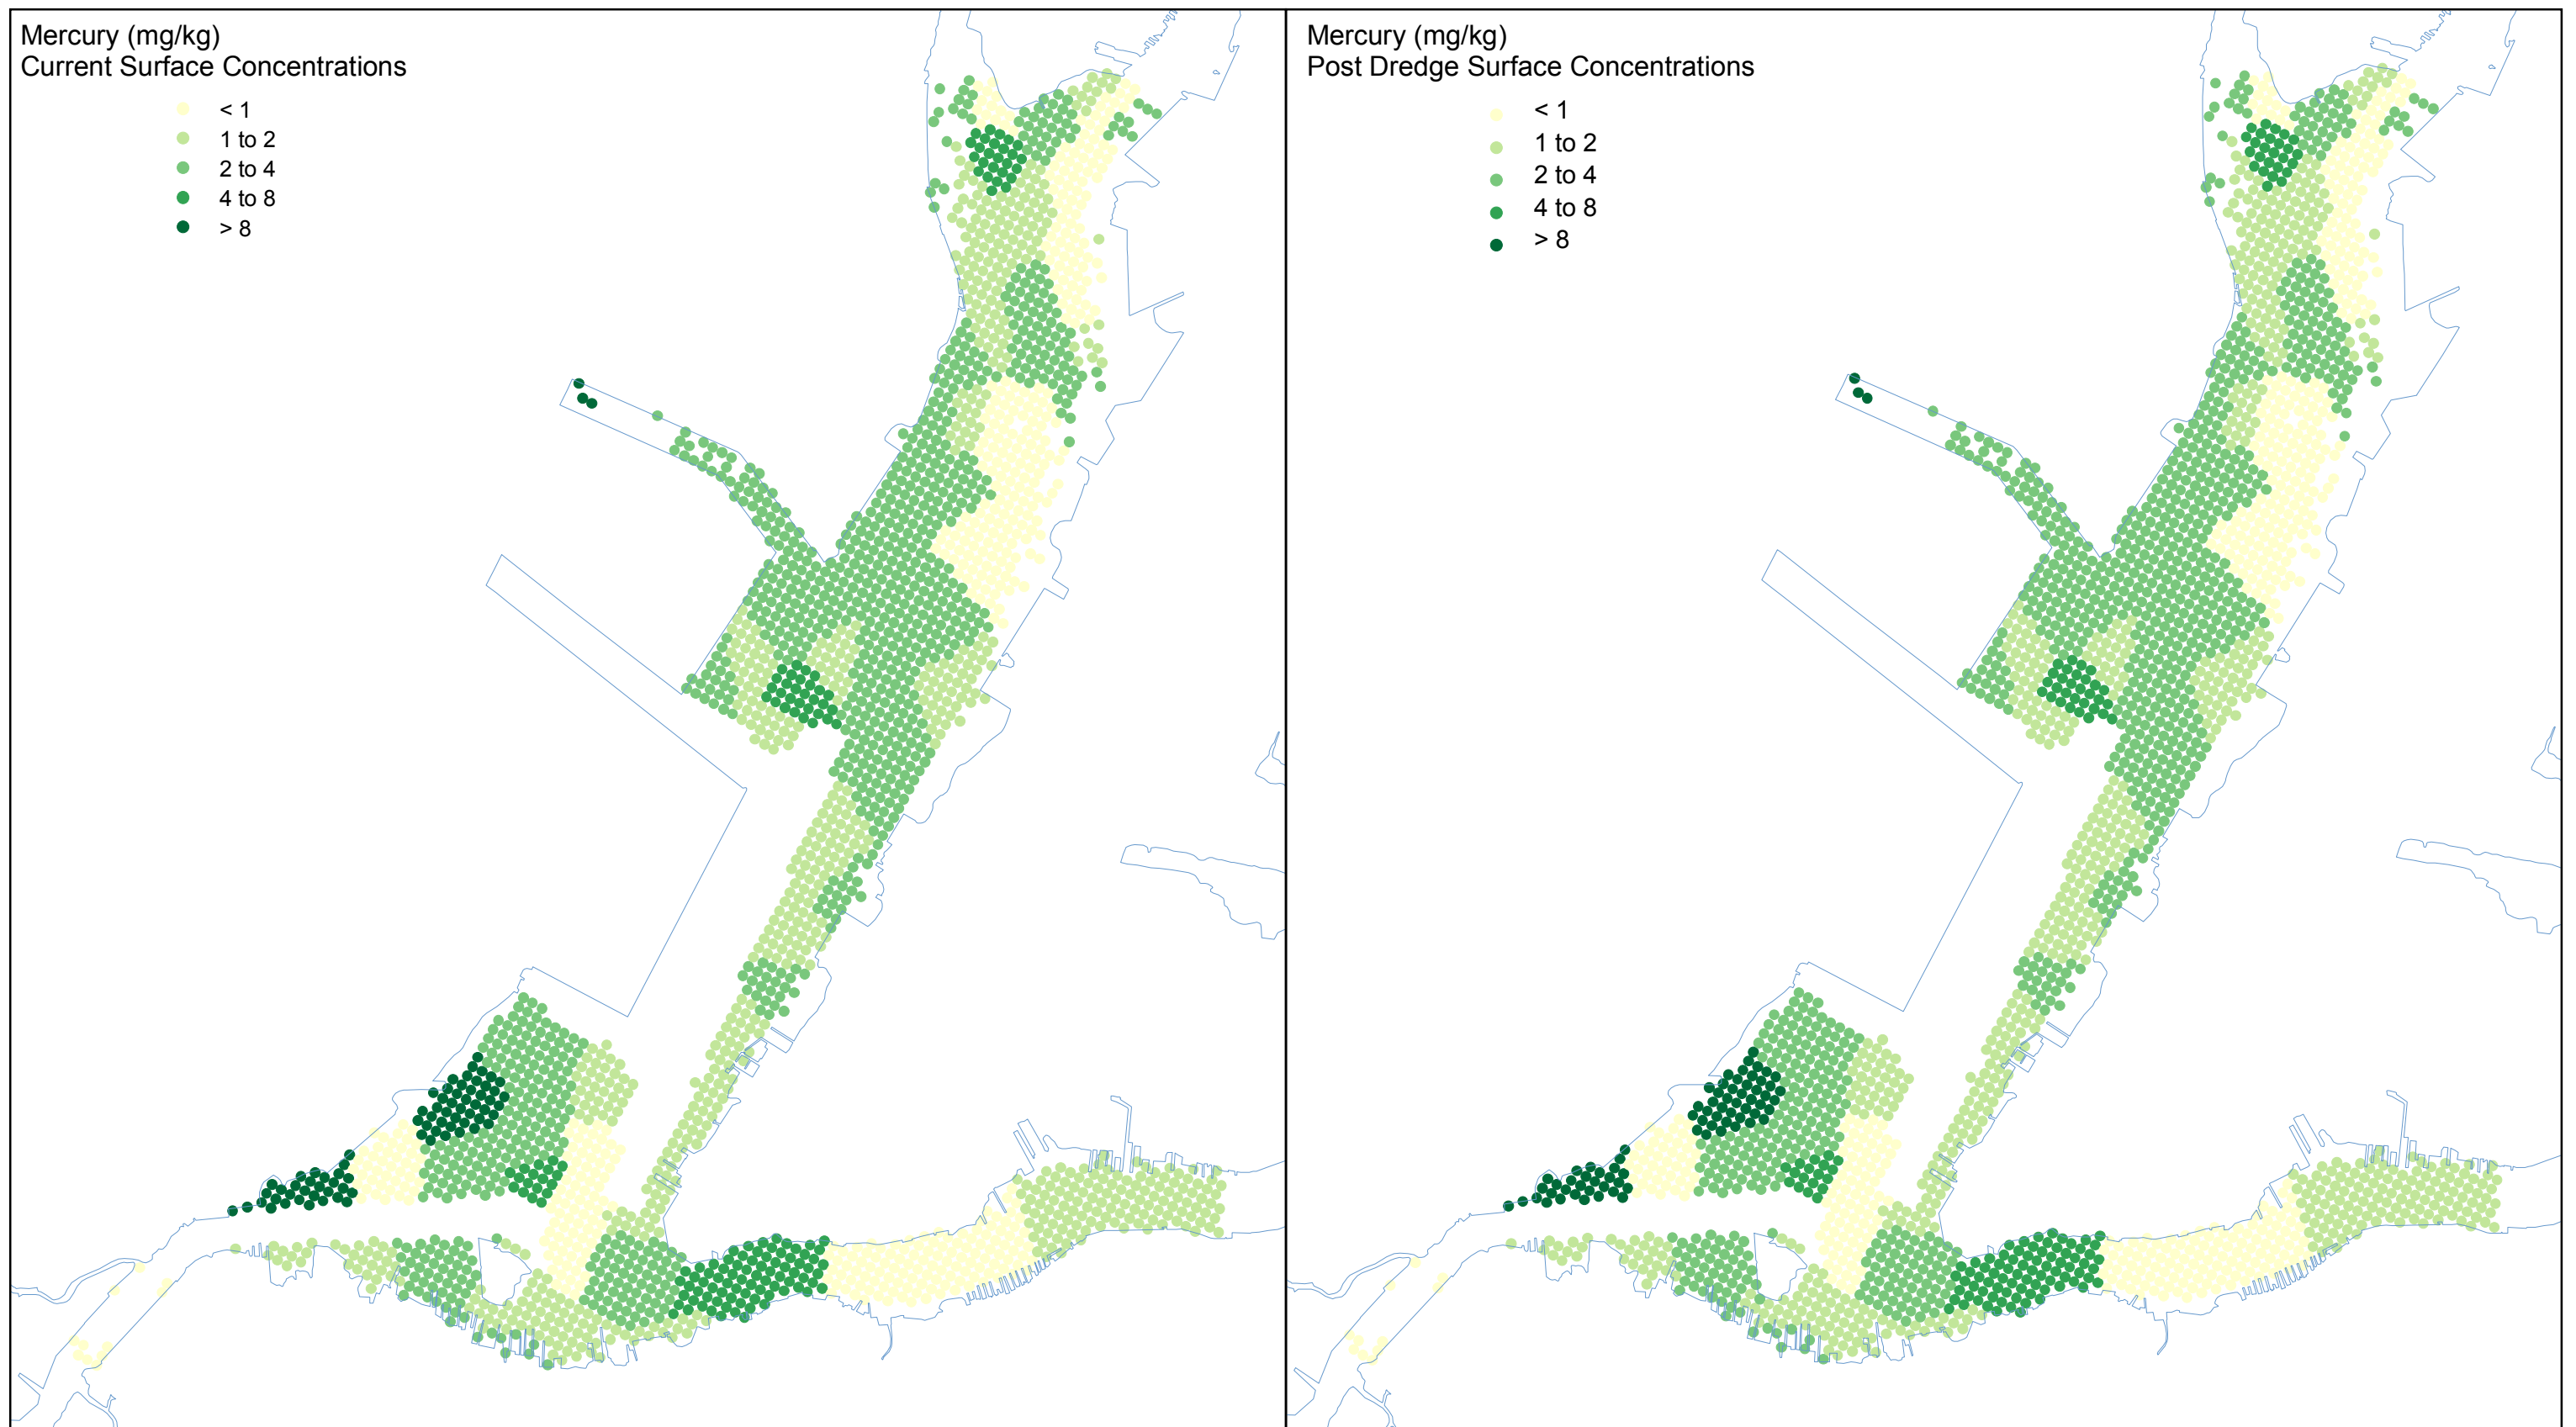 Mercury (mg/kg)
Current Surface Concentrations
< 1
1 to 2
2 to 4
4 to 8
> 8
Mercury (mg/kg)
Post Dredge Surface Concentrations
< 1
1 to 2
2 to 4
4 to 8
> 8